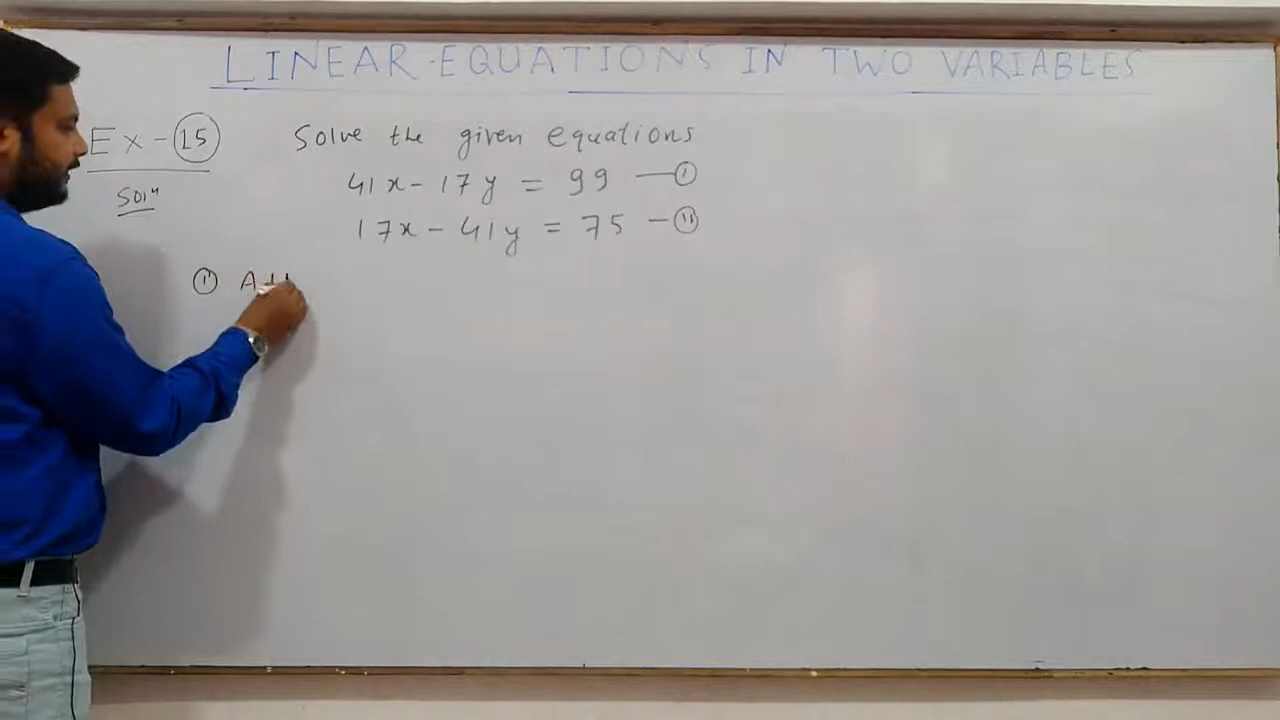 LINEAR-EQUATIONS IN TWO VARIABLES
Ex-15 Solve the given equations
Solⁿ
41x - 17y = 99 — I
17x - 41y = 75 - II
I